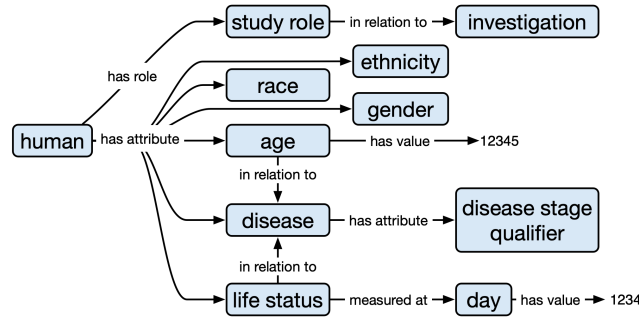 study role
in relation to
investigation
has role
ethnicity
race
gender
human
has attribute
age
has value
12345
in relation to
disease
has attribute
disease stage
qualifier
in relation to
life status
measured at
day
has value
1234